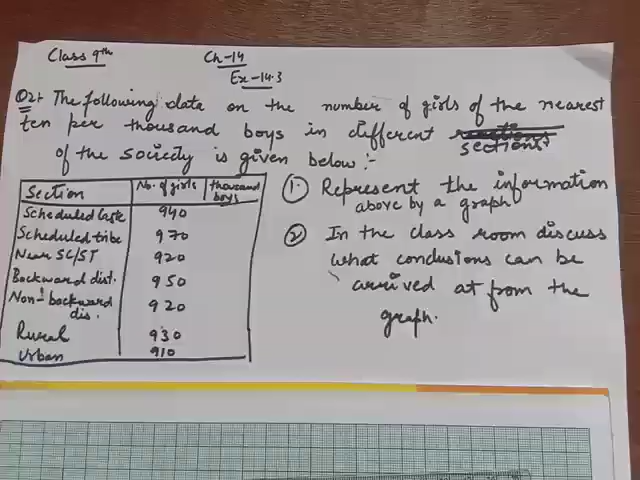 Class 9th
Ch-14
Ex-14.3
Q2:- The following data on the number of girls of the nearest
ten per thousand boys in different sections
of the society is given below:-
Section No. of girls thousand boys
Scheduled Caste 940
Scheduled tribe 970
Non SC/ST 920
Backward dist. 950
Non-backward dis. 920
Rural 930
Urban 910
① Represent the information
above by a graph
② In the class room discuss
what conclusions can be
arrived at from the
graph.